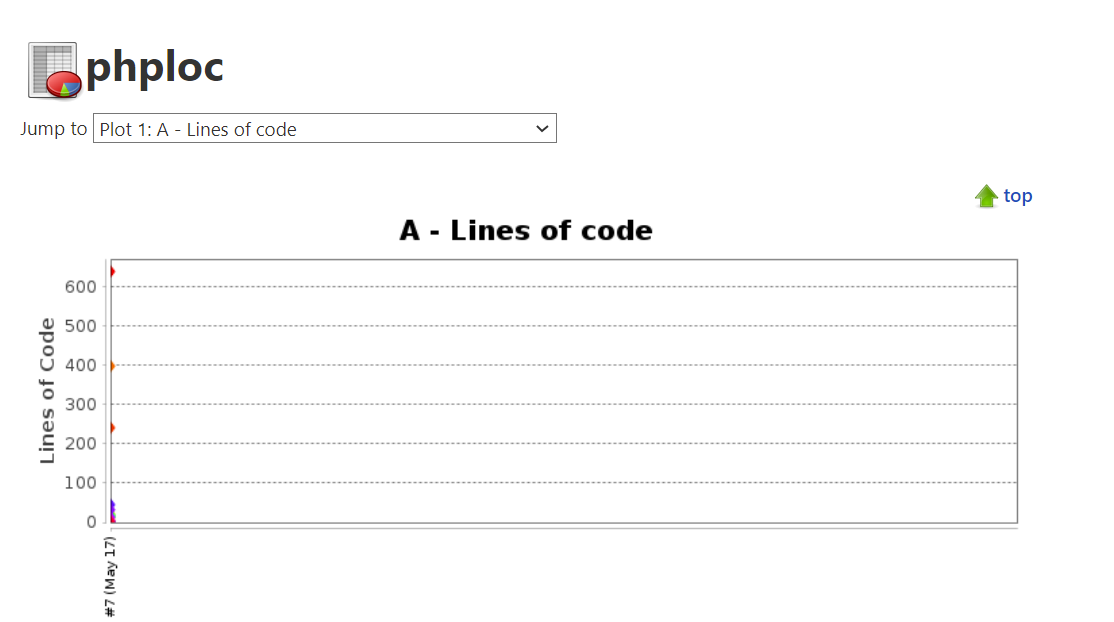 phploc
Jump to Plot 1: A - Lines of code
top
A - Lines of code
Lines of Code
600
500
400
300
200
100
0
#7 (May 17)